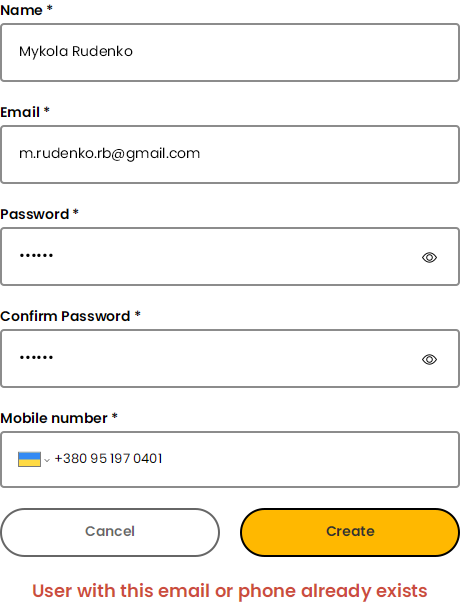 Name *
Mykola Rudenko
Email *
m.rudenko.rb@gmail.com
Password *
••••••
Confirm Password *
••••••
Mobile number *
+380 95 197 0401
Cancel
Create
User with this email or phone already exists